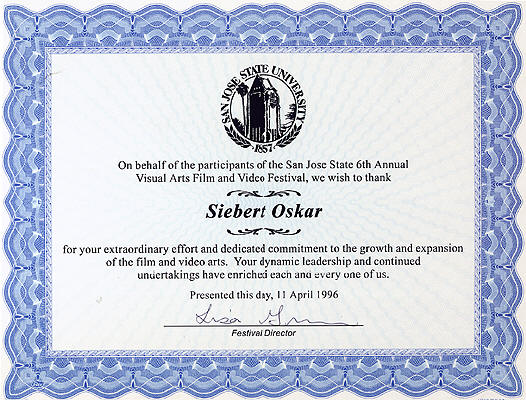 SAN JOSE STATE UNIVERSITY
· 1857 ·
On behalf of the participants of the San Jose State 6th Annual
Visual Arts Film and Video Festival, we wish to thank
Siebert Oskar
for your extraordinary effort and dedicated commitment to the growth and expansion
of the film and video arts. Your dynamic leadership and continued
undertakings have enriched each and every one of us.
Presented this day, 11 April 1996
Lisa
Festival Director